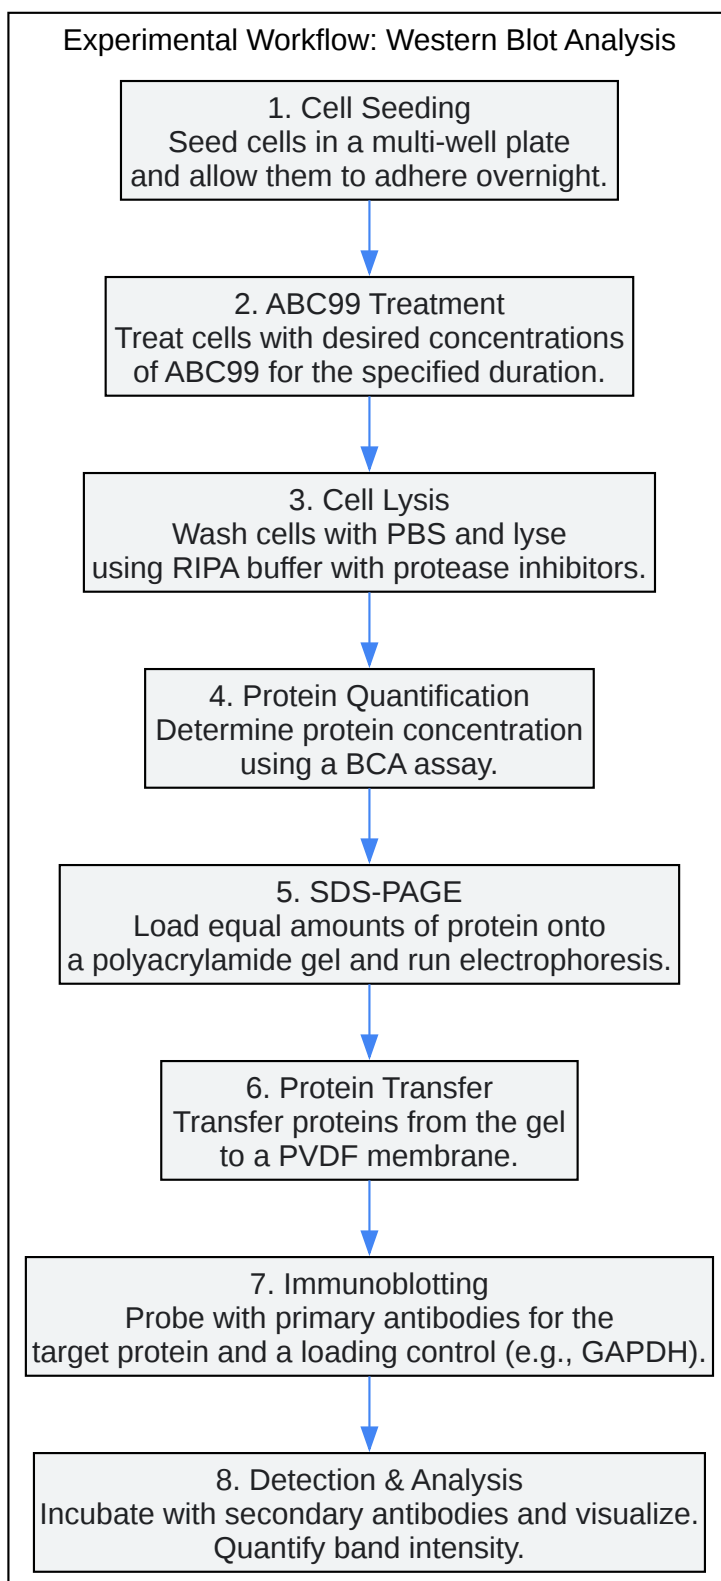 Experimental Workflow: Western Blot Analysis
1. Cell Seeding
Seed cells in a multi-well plate
and allow them to adhere overnight.
2. ABC99 Treatment
Treat cells with desired concentrations
of ABC99 for the specified duration.
3. Cell Lysis
Wash cells with PBS and lyse
using RIPA buffer with protease inhibitors.
4. Protein Quantification
Determine protein concentration
using a BCA assay.
5. SDS-PAGE
Load equal amounts of protein onto
a polyacrylamide gel and run electrophoresis.
6. Protein Transfer
Transfer proteins from the gel
to a PVDF membrane.
7. Immunoblotting
Probe with primary antibodies for the
target protein and a loading control (e.g., GAPDH).
8. Detection & Analysis
Incubate with secondary antibodies and visualize.
Quantify band intensity.